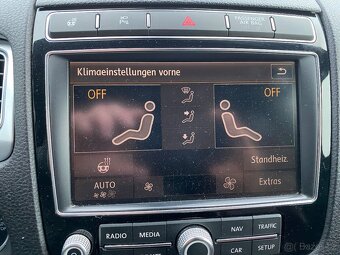 PASSENGER
AIR BAG
Klimaeinstellungen vorne
OFF
OFF
Standheiz.
AUTO
Extras
RADIO
MEDIA
NAV
TRAFFIC
CAR
SETUP